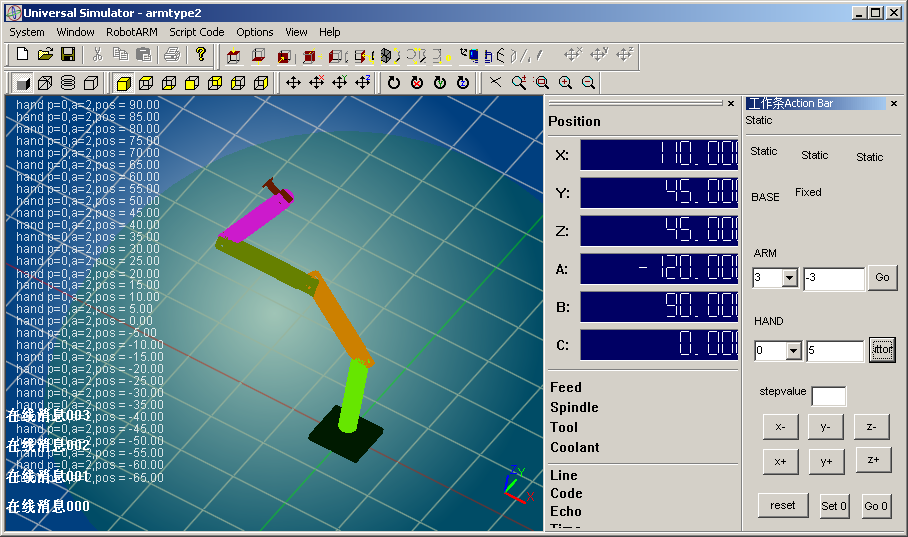 Universal Simulator - armtype2
System Window RobotARM Script Code Options View Help
hand p=0,a=2,pos = 90.00
hand p=0,a=2,pos = 85.00
hand p=0,a=2,pos = 80.00
hand p=0,a=2,pos = 75.00
hand p=0,a=2,pos = 70.00
hand p=0,a=2,pos = 65.00
hand p=0,a=2,pos = 60.00
hand p=0,a=2,pos = 55.00
hand p=0,a=2,pos = 50.00
hand p=0,a=2,pos = 45.00
hand p=0,a=2,pos = 40.00
hand p=0,a=2,pos = 35.00
hand p=0,a=2,pos = 30.00
hand p=0,a=2,pos = 25.00
hand p=0,a=2,pos = 20.00
hand p=0,a=2,pos = 15.00
hand p=0,a=2,pos = 10.00
hand p=0,a=2,pos = 5.00
hand p=0,a=2,pos = 0.00
hand p=0,a=2,pos = -5.00
hand p=0,a=2,pos = -10.00
hand p=0,a=2,pos = -15.00
hand p=0,a=2,pos = -20.00
hand p=0,a=2,pos = -25.00
hand p=0,a=2,pos = -30.00
hand p=0,a=2,pos = -35.00
hand p=0,a=2,pos = -40.00
hand p=0,a=2,pos = -45.00
hand p=0,a=2,pos = -50.00
hand p=0,a=2,pos = -55.00
hand p=0,a=2,pos = -60.00
hand p=0,a=2,pos = -65.00
在线消息003
在线消息002
在线消息001
在线消息000
Z Y
X
Position
X: 140.00
Y: 45.00
Z: 45.00
A: -120.00
B: 90.00
C: 0.00
Feed
Spindle
Tool
Coolant
Line
Code
Echo
Time
工作条Action Bar
Static
Static Static Static
BASE Fixed
ARM
3 -3 Go
HAND
0 5 utton
stepvalue
x- y- z-
x+ y+ z+
reset Set 0 Go 0